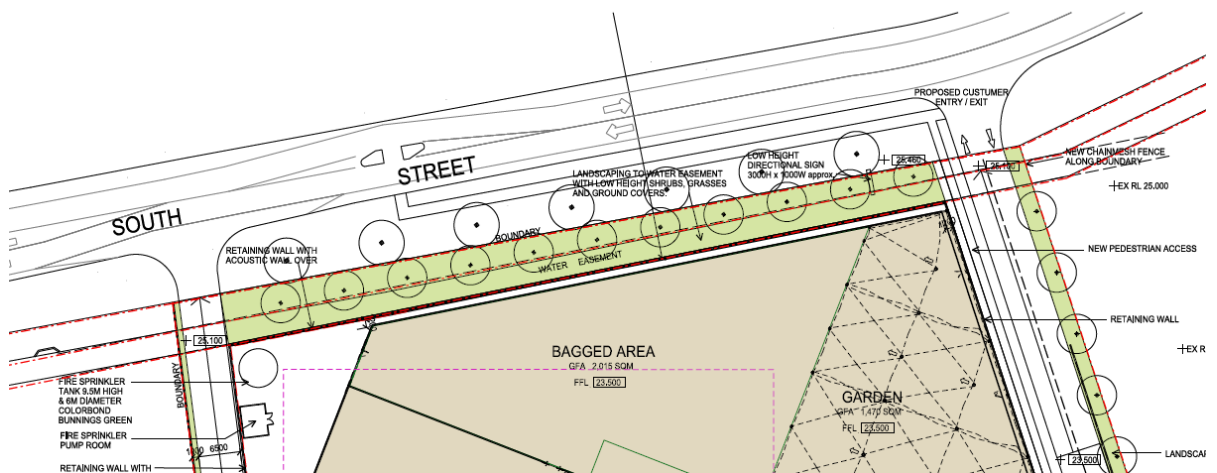 PROPOSED CUSTUMER
ENTRY / EXIT
SOUTH
STREET
LOW HEIGHT
DIRECTIONAL SIGN
3000H x 1000W approx.
25,460
25,100
NEW CHAINMESH FENCE
ALONG BOUNDARY
EX RL 25.000
LANDSCAPING TO WATER EASEMENT
WITH LOW HEIGHT SHRUBS, GRASSES
AND GROUND COVERS.
BOUNDARY
WATER EASEMENT
RETAINING WALL WITH
ACOUSTIC WALL OVER
NEW PEDESTRIAN ACCESS
RETAINING WALL
25,100
BOUNDARY
BAGGED AREA
GFA 2,015 SQM
FFL 23,500
GARDEN
GFA 1,470 SQM
FFL 23,500
EX R
FIRE SPRINKLER
TANK 9.5M HIGH
& 6M DIAMETER
COLORBOND
BUNNINGS GREEN
FIRE SPRINKLER
PUMP ROOM
6500
RETAINING WALL WITH
23,500
LANDSCAP